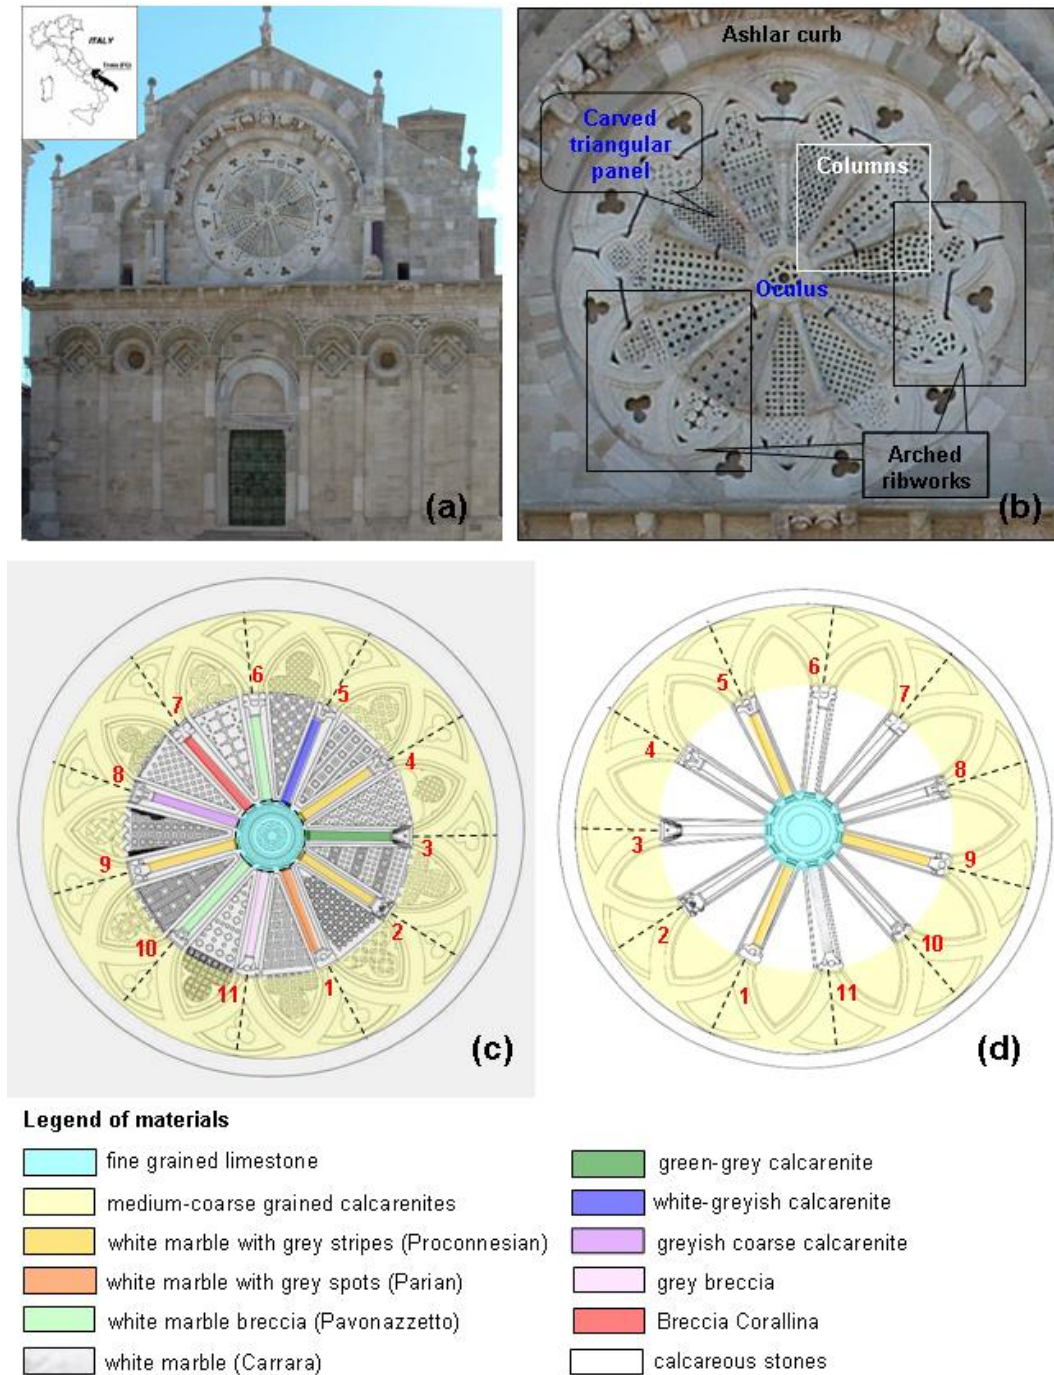 ITALY
Troia (FG)
(a)
Ashlar curb
Carved
triangular
panel
Columns
Oculus
Arched
ribworks
(b)
6
5
7
4
8
3
9
2
10
11
1
(c)
6
5
7
4
8
3
9
2
10
1
11
(d)
Legend of materials
fine grained limestone
medium-coarse grained calcarenites
white marble with grey stripes (Proconnesian)
white marble with grey spots (Parian)
white marble breccia (Pavonazzetto)
white marble (Carrara)
green-grey calcarenite
white-greyish calcarenite
greyish coarse calcarenite
grey breccia
Breccia Corallina
calcareous stones